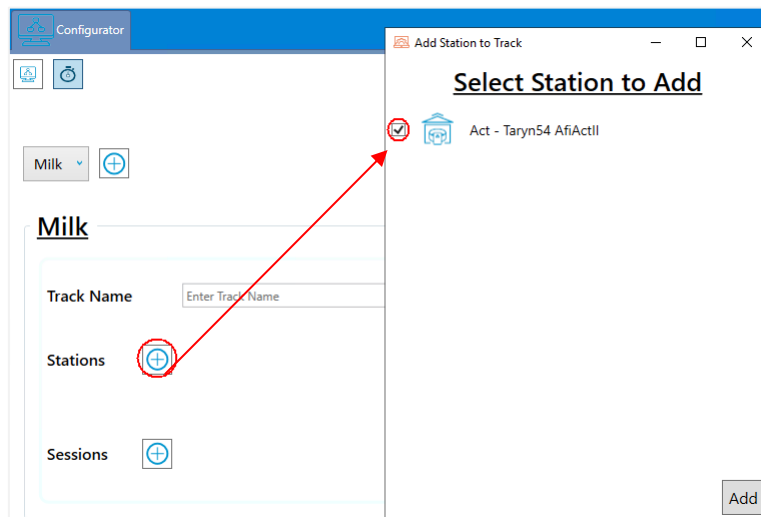 Configurator
Add Station to Track
Select Station to Add
Act - Taryn54 AfiActII
Milk
Milk
Track Name
Enter Track Name
Stations
Sessions
Add